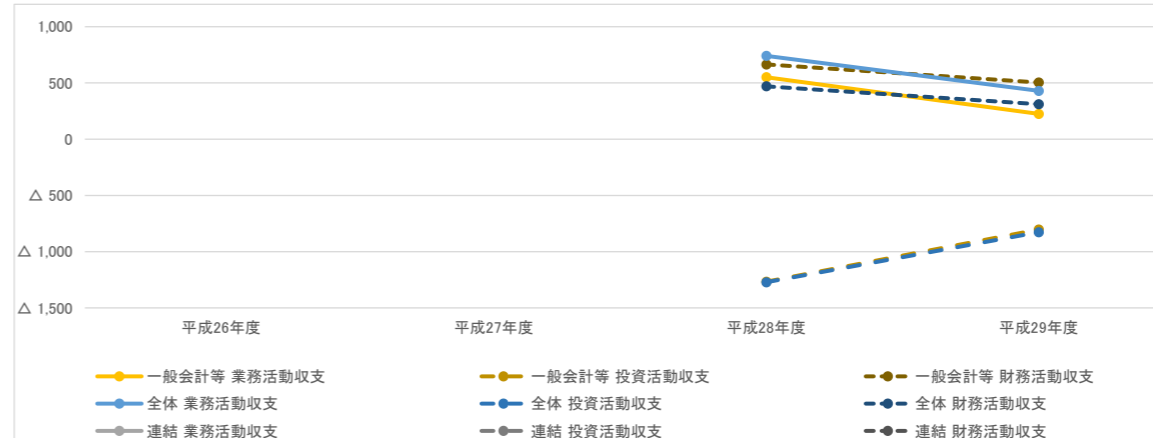 1,000
500
0
△ 500
△ 1,000
△ 1,500
平成26年度 平成27年度 平成28年度 平成29年度
一般会計等 業務活動収支 一般会計等 投資活動収支 一般会計等 財務活動収支
全体 業務活動収支 全体 投資活動収支 全体 財務活動収支
連結 業務活動収支 連結 投資活動収支 連結 財務活動収支